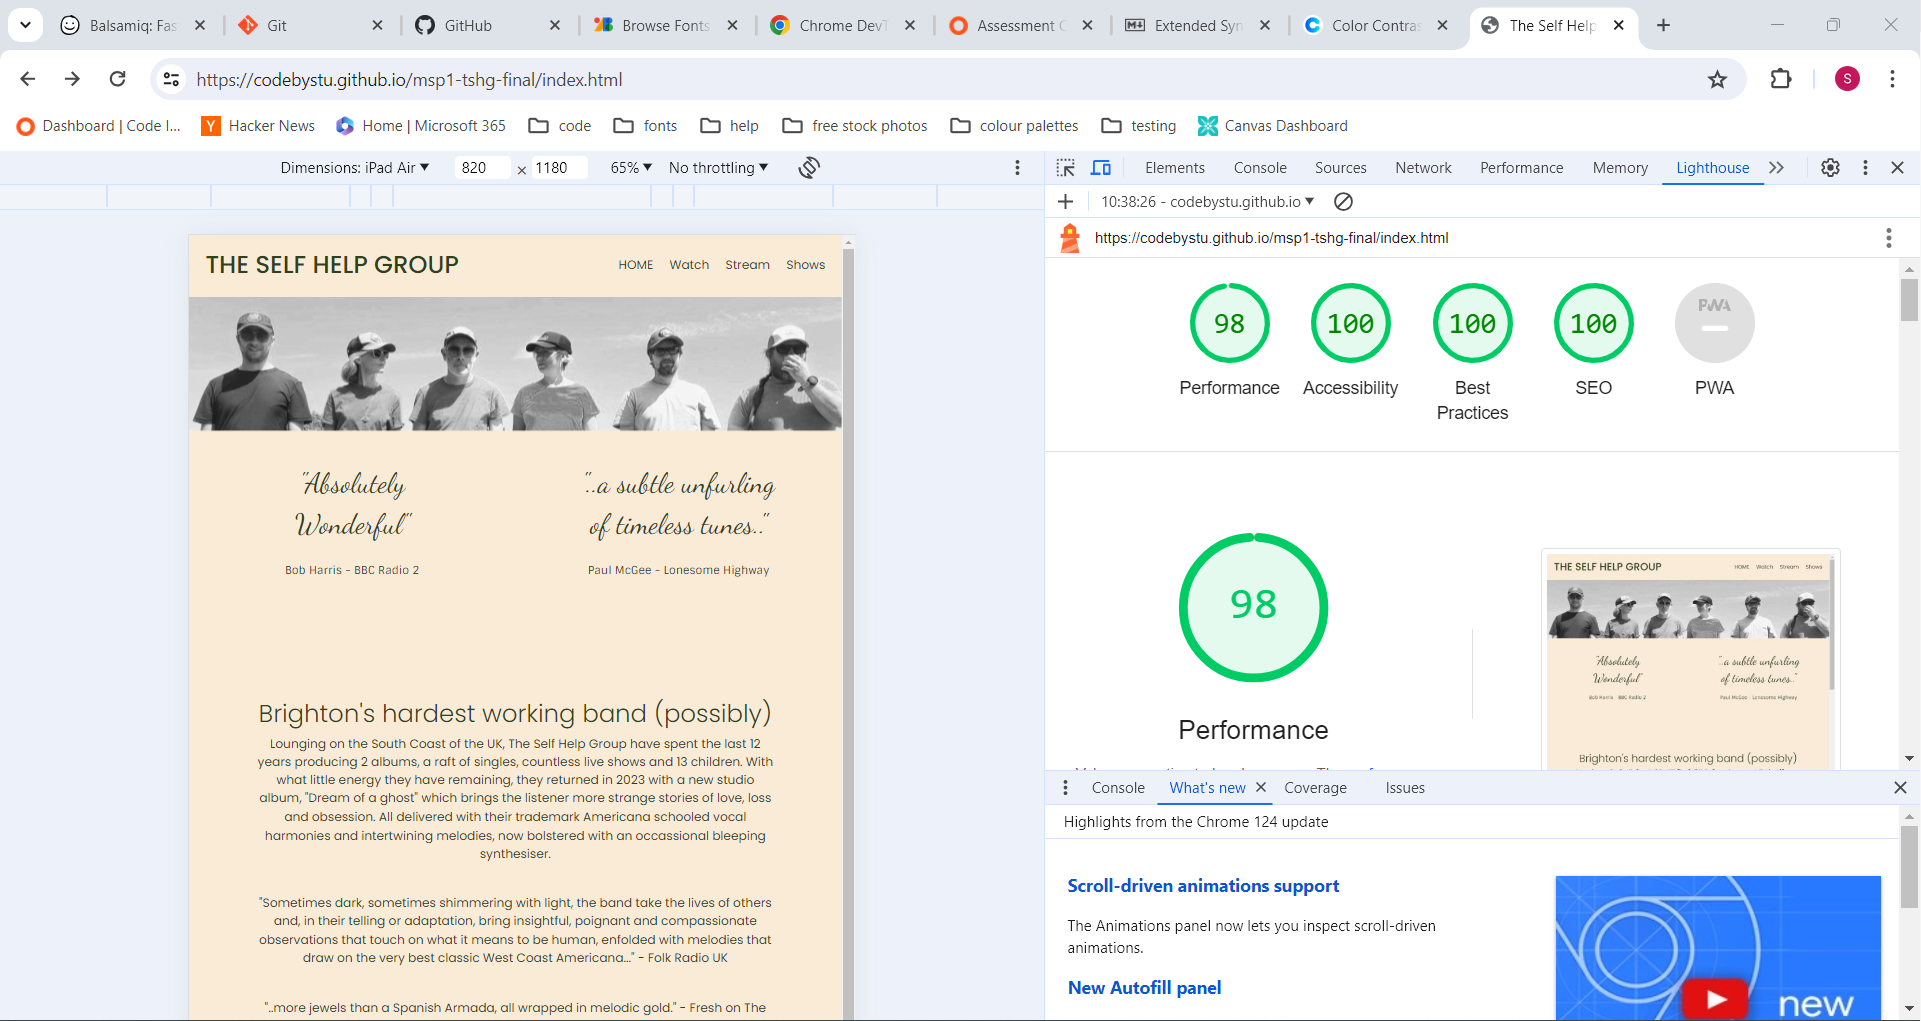 Balsamiq: Fas
Git
GitHub
Browse Fonts
Chrome DevT
Assessment C
Extended Syn
Color Contras
The Self Help
https://codebystu.github.io/msp1-tshg-final/index.html
S
Dashboard | Code I...
Hacker News
Home | Microsoft 365
code
fonts
help
free stock photos
colour palettes
testing
Canvas Dashboard
Dimensions: iPad Air
820
×
1180
65%
No throttling
Elements
Console
Sources
Network
Performance
Memory
Lighthouse
10:38:26 - codebystu.github.io
https://codebystu.github.io/msp1-tshg-final/index.html
THE SELF HELP GROUP
HOME
Watch
Stream
Shows
"Absolutely
Wonderful"
Bob Harris - BBC Radio 2
"..a subtle unfurling
of timeless tunes.."
Paul McGee - Lonesome Highway
Brighton's hardest working band (possibly)
Lounging on the South Coast of the UK, The Self Help Group have spent the last 12
years producing 2 albums, a raft of singles, countless live shows and 13 children. With
what little energy they have remaining, they returned in 2023 with a new studio
album, "Dream of a ghost" which brings the listener more strange stories of love, loss
and obsession. All delivered with their trademark Americana schooled vocal
harmonies and intertwining melodies, now bolstered with an occassional bleeping
synthesiser.
"Sometimes dark, sometimes shimmering with light, the band take the lives of others
and, in their telling or adaptation, bring insightful, poignant and compassionate
observations that touch on what it means to be human, enfolded with melodies that
draw on the very best classic West Coast Americana..." - Folk Radio UK
"..more jewels than a Spanish Armada, all wrapped in melodic gold." - Fresh on The
98
Performance
100
Accessibility
100
Best
Practices
100
SEO
PWA
PWA
98
Performance
THE SELF HELP GROUP
HOME
Watch
Stream
Shows
"Absolutely
Wonderful"
Bob Harris - BBC Radio 2
"..a subtle unfurling
of timeless tunes.."
Paul McGee - Lonesome Highway
Brighton's hardest working band (possibly)
Console
What's new
Coverage
Issues
Highlights from the Chrome 124 update
Scroll-driven animations support
The Animations panel now lets you inspect scroll-driven
animations.
New Autofill panel
new